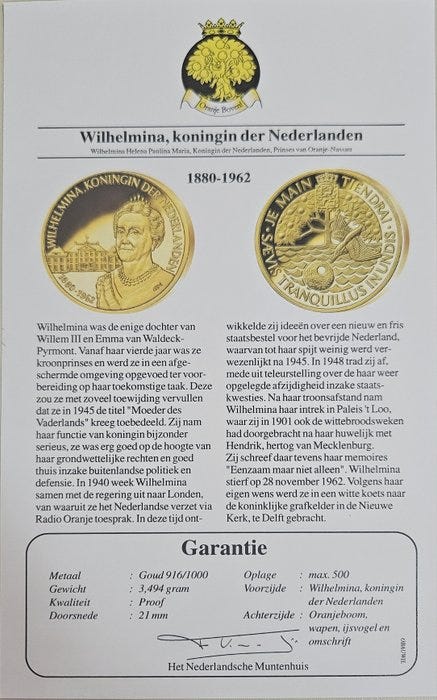 Oranje Boven!
Wilhelmina, koningin der Nederlanden
Wilhelmina Helena Paulina Maria, Koningin der Nederlanden, Prinses van Oranje-Nassau
1880-1962
WILHELMINA, KONINGIN DER NEDERLANDEN
1880-1962
JE MAIN TIENDRAI
SÆVIS TRANQUILLUS IN UNDIS
Wilhelmina was de enige dochter van
Willem III en Emma van Waldeck-
Pyrmont. Vanaf haar vierde jaar was ze
kroonprinses en werd ze in een afge-
schermde omgeving opgevoed ter voor-
bereiding op haar toekomstige taak. Deze
zou ze met zoveel toewijding vervullen
dat ze in 1945 de titel "Moeder des
Vaderlands" kreeg toebedeeld. Zij nam
haar functie van koningin bijzonder
serieus, ze was erg goed op de hoogte van
haar grondwettelijke rechten en goed
thuis inzake buitenlandse politiek en
defensie. In 1940 week Wilhelmina
samen met de regering uit naar Londen,
van waaruit ze het Nederlandse verzet via
Radio Oranje toesprak. In deze tijd ont-
wikkelde zij ideeën over een nieuw en fris
staatsbestel voor het bevrijde Nederland,
waarvan tot haar spijt weinig werd ver-
wezenlijkt na 1945. In 1948 trad zij af,
mede uit teleurstelling over de haar weer
opgelegde afzijdigheid inzake staats-
kwesties. Na haar troonsafstand nam
Wilhelmina haar intrek in Paleis 't Loo,
waar zij in 1901 ook de wittebroodsweken
had doorgebracht na haar huwelijk met
Hendrik, hertog van Mecklenburg.
Zij schreef daar tevens haar memoires
"Eenzaam maar niet alleen". Wilhelmina
stierf op 28 november 1962. Volgens haar
eigen wens werd ze in een witte koets naar
de koninklijke grafkelder in de Nieuwe
Kerk, te Delft gebracht.
Garantie
Metaal : Goud 916/1000
Gewicht : 3,494 gram
Kwaliteit : Proof
Doorsnede : 21 mm
Oplage : max. 500
Voorzijde : Wilhelmina, koningin
der Nederlanden
Achterzijde : Oranjeboom,
wapen, ijsvogel en
omschrift
Het Nederlandsche Muntenhuis